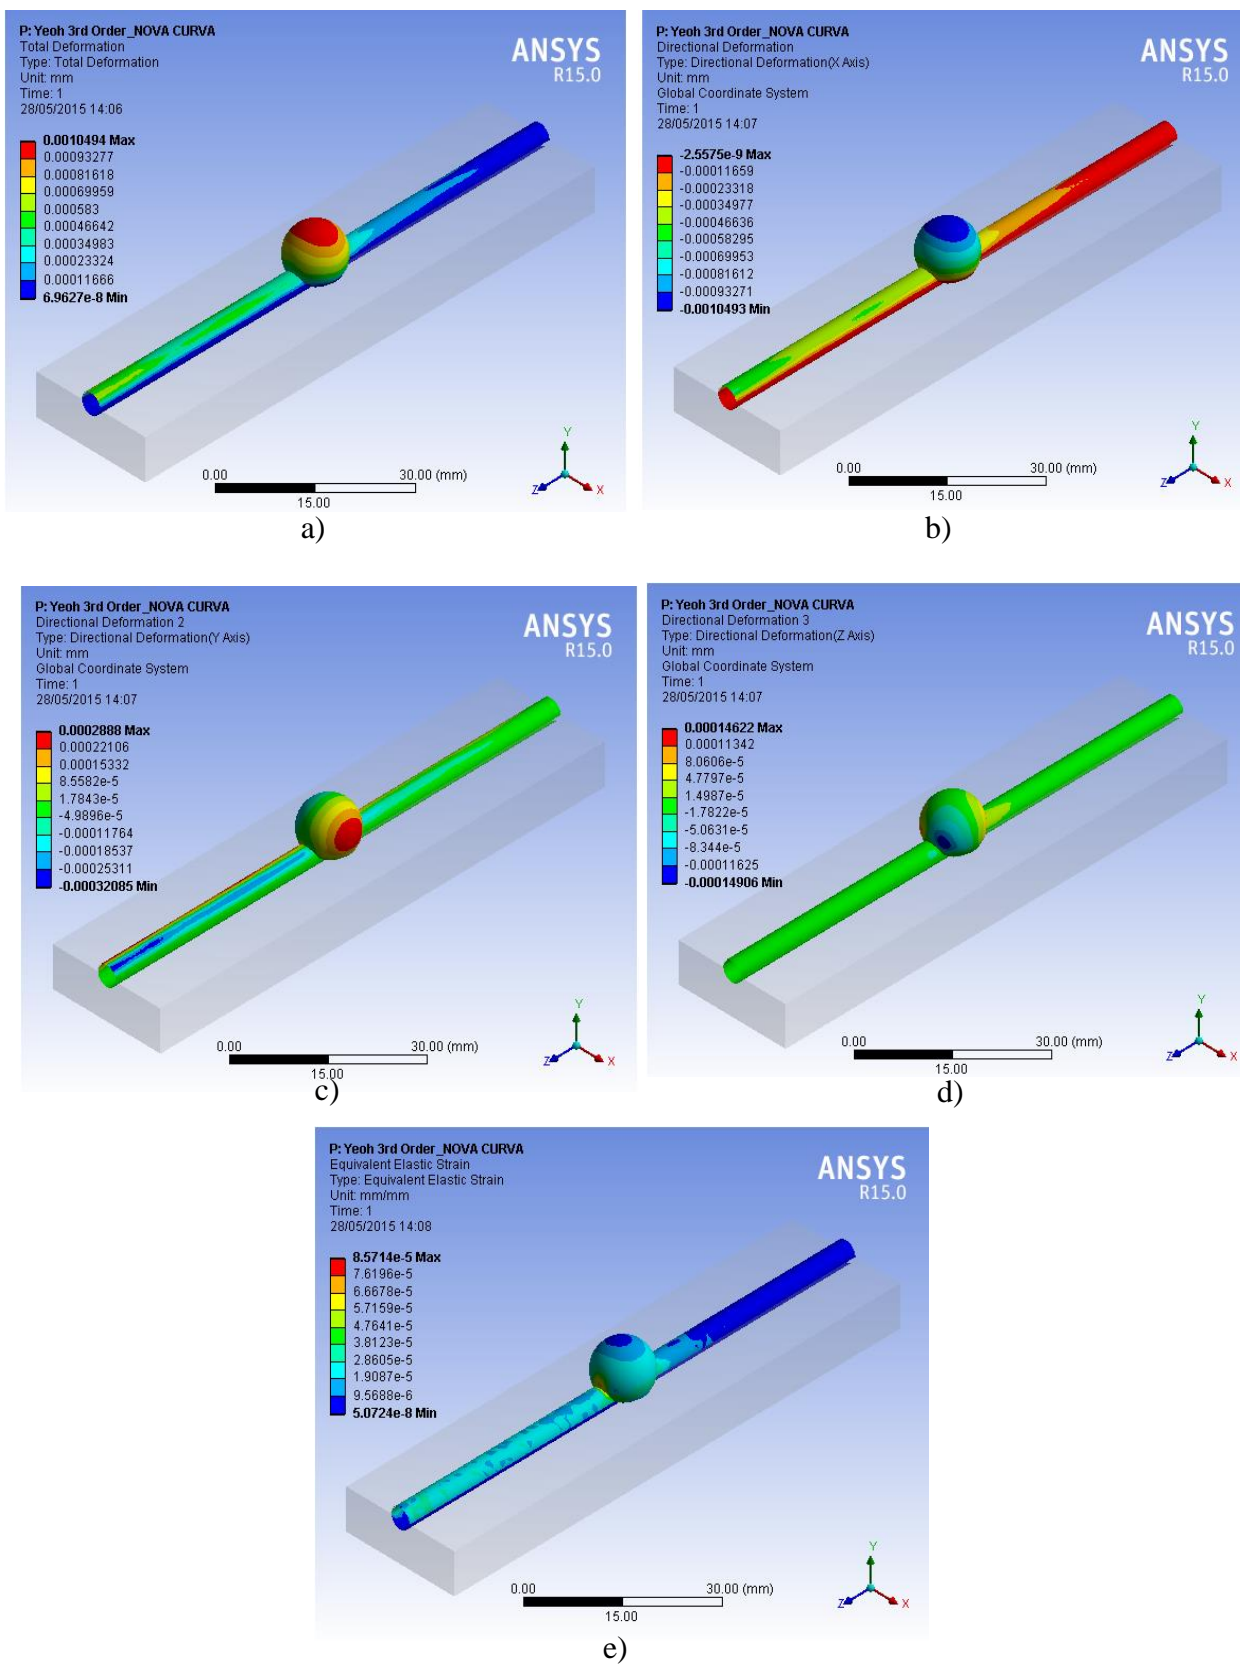 P: Yeoh 3rd Order_NOVA CURVA
Total Deformation
Type: Total Deformation
Unit: mm
Time: 1
28/05/2015 14:06
ANSYS
R15.0
0.0010494 Max
0.00093277
0.00081618
0.00069959
0.000583
0.00046642
0.00034983
0.00023324
0.00011666
6.9627e-8 Min
0.00
30.00 (mm)
15.00
Y
Z
X
a)
P: Yeoh 3rd Order_NOVA CURVA
Directional Deformation
Type: Directional Deformation(X Axis)
Unit: mm
Global Coordinate System
Time: 1
28/05/2015 14:07
ANSYS
R15.0
-2.5575e-9 Max
-0.00011659
-0.00023318
-0.00034977
-0.00046636
-0.00058295
-0.00069953
-0.00081612
-0.00093271
-0.0010493 Min
0.00
30.00 (mm)
15.00
Y
Z
X
b)
P: Yeoh 3rd Order_NOVA CURVA
Directional Deformation 2
Type: Directional Deformation(Y Axis)
Unit: mm
Global Coordinate System
Time: 1
28/05/2015 14:07
ANSYS
R15.0
0.0002888 Max
0.00022106
0.00015332
8.5582e-5
1.7843e-5
-4.9896e-5
-0.00011764
-0.00018537
-0.00025311
-0.00032085 Min
0.00
30.00 (mm)
15.00
Y
Z
X
c)
P: Yeoh 3rd Order_NOVA CURVA
Directional Deformation 3
Type: Directional Deformation(Z Axis)
Unit: mm
Global Coordinate System
Time: 1
28/05/2015 14:07
ANSYS
R15.0
0.00014622 Max
0.00011342
8.0606e-5
4.7797e-5
1.4987e-5
-1.7822e-5
-5.0631e-5
-8.344e-5
-0.00011625
-0.00014906 Min
0.00
30.00 (mm)
15.00
Y
Z
X
d)
P: Yeoh 3rd Order_NOVA CURVA
Equivalent Elastic Strain
Type: Equivalent Elastic Strain
Unit: mm/mm
Time: 1
28/05/2015 14:08
ANSYS
R15.0
8.5714e-5 Max
7.6196e-5
6.6678e-5
5.7159e-5
4.7641e-5
3.8123e-5
2.8605e-5
1.9087e-5
9.5688e-6
5.0724e-8 Min
0.00
30.00 (mm)
15.00
Y
Z
X
e)